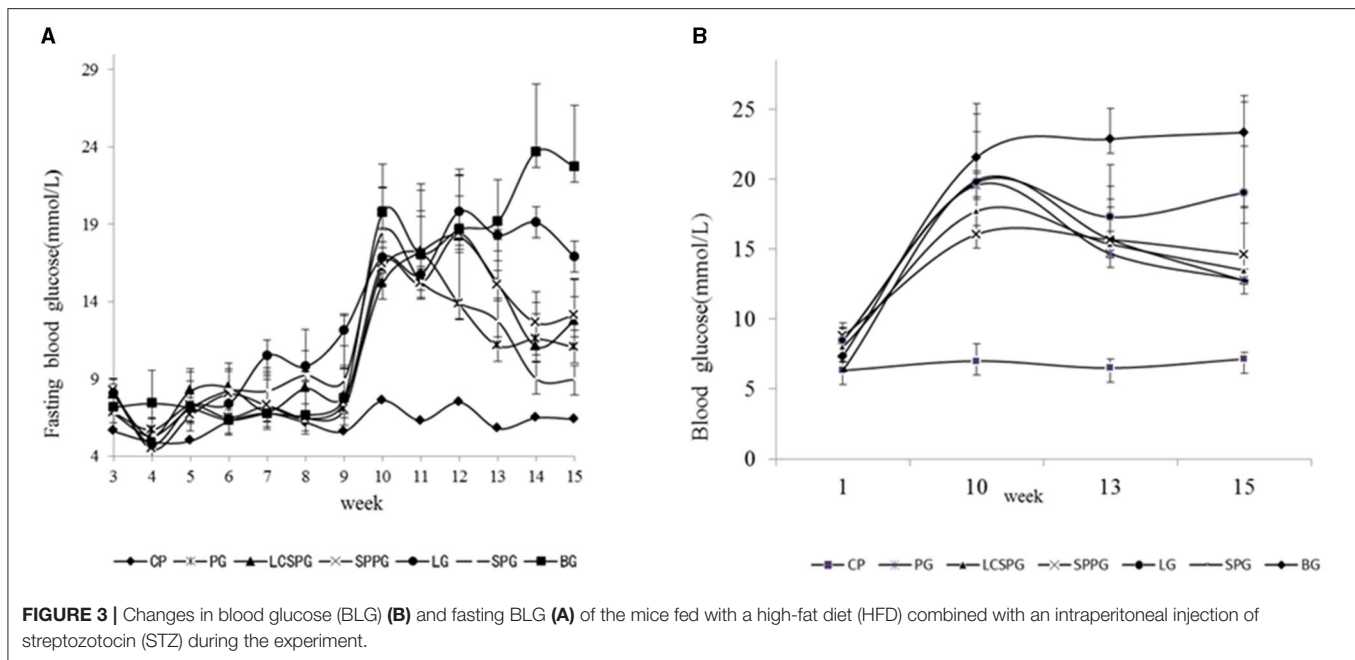 A
B
Fasting blood glucose(mmol/L)
29
24
19
14
9
4
3 4 5 6 7 8 9 10 11 12 13 14 15
week
CP PG LCSPG SPPG LG SPG BG
Blood glucose(mmol/L)
25
20
15
10
5
0
1 10 13 15
week
CP PG LCSPG SPPG LG SPG BG
FIGURE 3 | Changes in blood glucose (BLG) (B) and fasting BLG (A) of the mice fed with a high-fat diet (HFD) combined with an intraperitoneal injection of
streptozotocin (STZ) during the experiment.